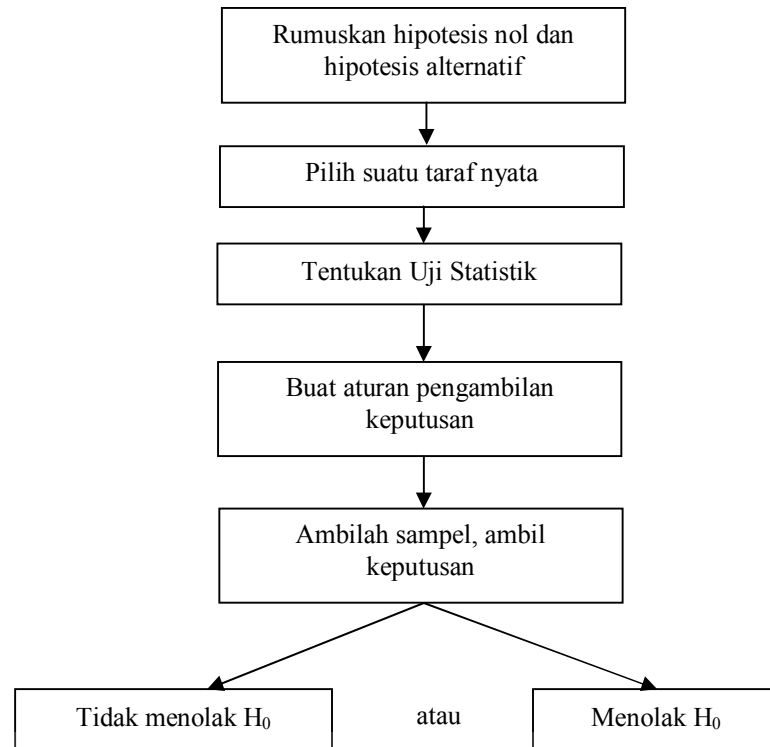 Rumuskan hipotesis nol dan
hipotesis alternatif
Pilih suatu taraf nyata
Tentukan Uji Statistik
Buat aturan pengambilan
keputusan
Ambilah sampel, ambil
keputusan
Tidak menolak H₀ atau Menolak H₀